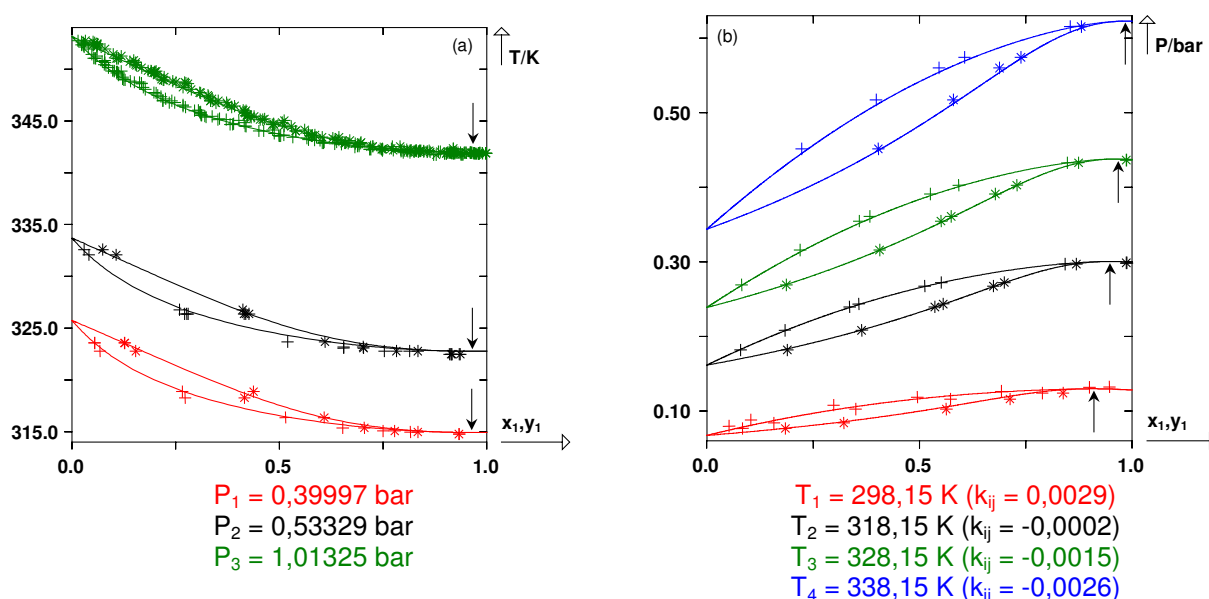 (a)
T/K
345.0
335.0
325.0
315.0
x₁,y₁
0.0
0.5
1.0
P₁ = 0,39997 bar
P₂ = 0,53329 bar
P₃ = 1,01325 bar
(b)
P/bar
0.50
0.30
0.10
x₁,y₁
0.0
0.5
1.0
T₁ = 298,15 K (kᵢⱼ = 0,0029)
T₂ = 318,15 K (kᵢⱼ = -0,0002)
T₃ = 328,15 K (kᵢⱼ = -0,0015)
T₄ = 338,15 K (kᵢⱼ = -0,0026)